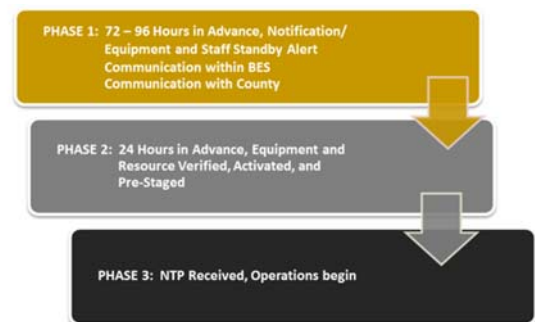 PHASE 1: 72 – 96 Hours in Advance, Notification/
Equipment and Staff Standby Alert
Communication within BES
Communication with County
PHASE 2: 24 Hours in Advance, Equipment and
Resource Verified, Activated, and
Pre-Staged
PHASE 3: NTP Received, Operations begin